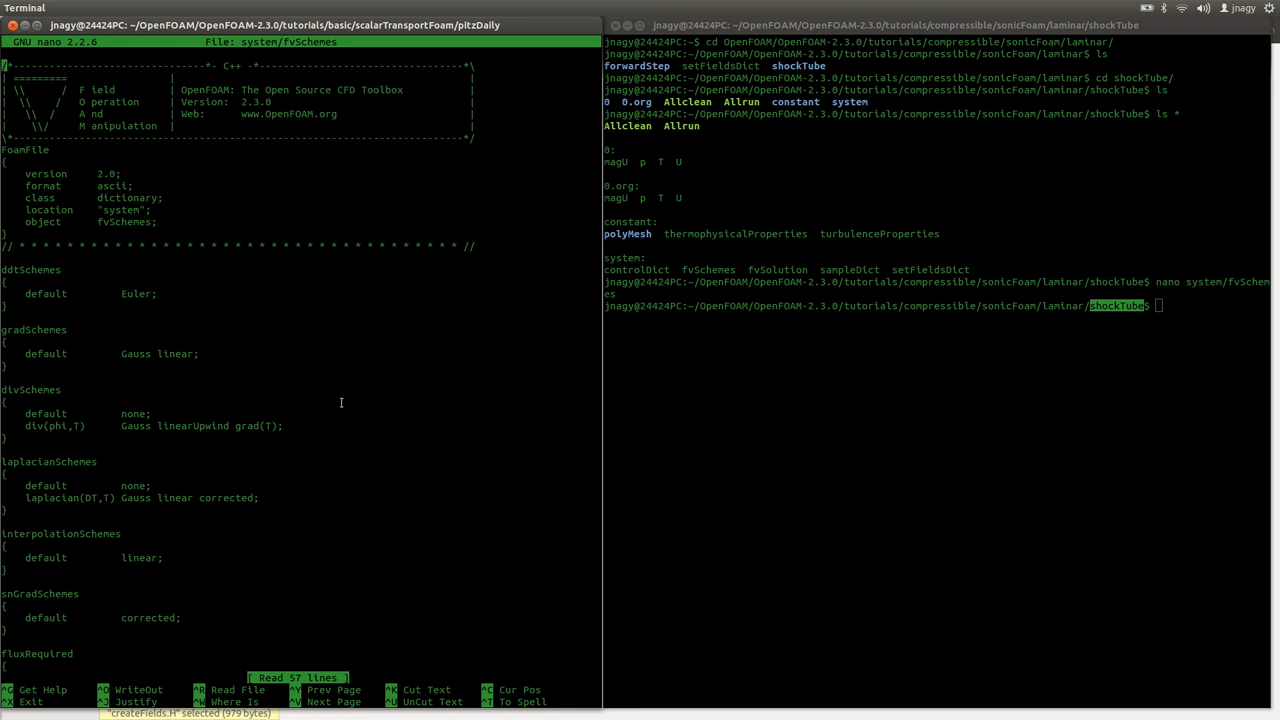 Terminal
jnagy
jnagy@24424PC: ~/OpenFOAM/OpenFOAM-2.3.0/tutorials/basic/scalarTransportFoam/pitzDaily
GNU nano 2.2.6 File: system/fvSchemes
/*--------------------------------*- C++ -*----------------------------------*\
| ========= | |
| \\ / F ield | OpenFOAM: The Open Source CFD Toolbox |
| \\ / O peration | Version: 2.3.0 |
| \\ / A nd | Web: www.OpenFOAM.org |
| \\/ M anipulation | |
\*---------------------------------------------------------------------------*/
FoamFile
{
version 2.0;
format ascii;
class dictionary;
location "system";
object fvSchemes;
}
// * * * * * * * * * * * * * * * * * * * * * * * * * * * * * * * * * * * * * //
ddtSchemes
{
default Euler;
}
gradSchemes
{
default Gauss linear;
}
divSchemes
{
default none;
div(phi,T) Gauss linearUpwind grad(T);
}
laplacianSchemes
{
default none;
laplacian(DT,T) Gauss linear corrected;
}
interpolationSchemes
{
default linear;
}
snGradSchemes
{
default corrected;
}
fluxRequired
{
[ Read 57 lines ]
^G Get Help ^O WriteOut ^R Read File ^Y Prev Page ^K Cut Text ^C Cur Pos
^X Exit ^J Justify ^W Where Is ^V Next Page ^U UnCut Text ^T To Spell
"createFields.H" selected (979 bytes)
jnagy@24424PC: ~/OpenFOAM/OpenFOAM-2.3.0/tutorials/compressible/sonicFoam/laminar/shockTube
jnagy@24424PC:~$ cd OpenFOAM/OpenFOAM-2.3.0/tutorials/compressible/sonicFoam/laminar/
jnagy@24424PC:~/OpenFOAM/OpenFOAM-2.3.0/tutorials/compressible/sonicFoam/laminar$ ls
forwardStep setFieldsDict shockTube
jnagy@24424PC:~/OpenFOAM/OpenFOAM-2.3.0/tutorials/compressible/sonicFoam/laminar$ cd shockTube/
jnagy@24424PC:~/OpenFOAM/OpenFOAM-2.3.0/tutorials/compressible/sonicFoam/laminar/shockTube$ ls
0 0.org Allclean Allrun constant system
jnagy@24424PC:~/OpenFOAM/OpenFOAM-2.3.0/tutorials/compressible/sonicFoam/laminar/shockTube$ ls *
Allclean Allrun
0:
magU p T U
0.org:
magU p T U
constant:
polyMesh thermophysicalProperties turbulenceProperties
system:
controlDict fvSchemes fvSolution sampleDict setFieldsDict
jnagy@24424PC:~/OpenFOAM/OpenFOAM-2.3.0/tutorials/compressible/sonicFoam/laminar/shockTube$ nano system/fvSchem
es
jnagy@24424PC:~/OpenFOAM/OpenFOAM-2.3.0/tutorials/compressible/sonicFoam/laminar/shockTube$